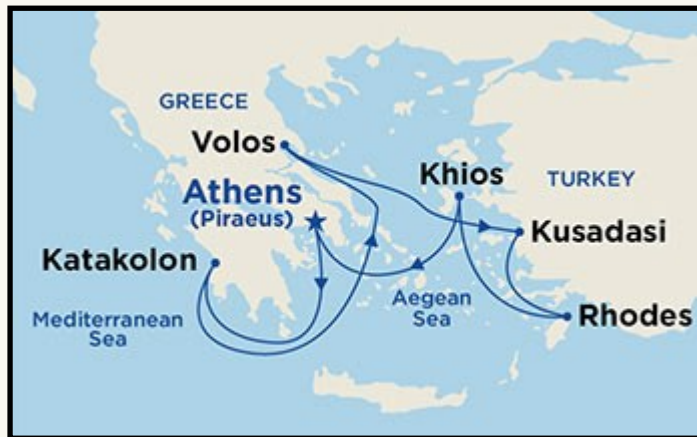 GREECE
Volos
Athens
(Piraeus)
Khios
TURKEY
Kusadasi
Katakolon
Mediterranean
Sea
Aegean
Sea
Rhodes